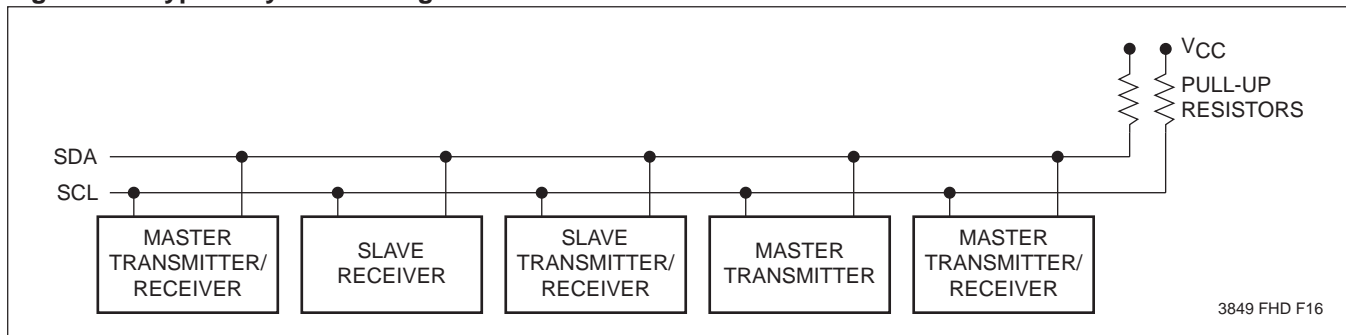 VCC
PULL-UP
RESISTORS
SDA
SCL
MASTER
TRANSMITTER/
RECEIVER
SLAVE
RECEIVER
SLAVE
TRANSMITTER/
RECEIVER
MASTER
TRANSMITTER
MASTER
TRANSMITTER/
RECEIVER
3849 FHD F16